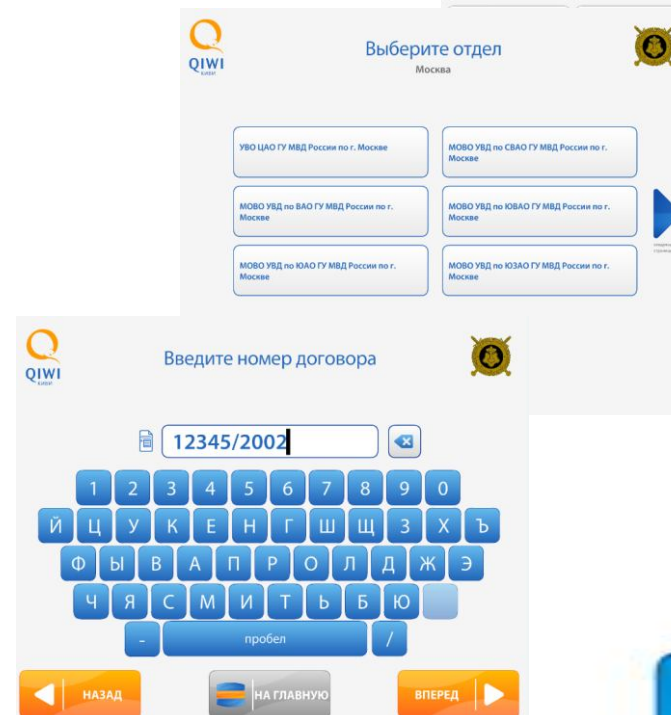 QIWI
КИВИ
Выберите отдел
Москва
УВО ЦАО ГУ МВД России по г. Москве
МОВО УВД по СВАО ГУ МВД России по г.
Москве
МОВО УВД по ВАО ГУ МВД России по г.
Москве
МОВО УВД по ЮВАО ГУ МВД России по г.
Москве
МОВО УВД по ЮАО ГУ МВД России по г.
Москве
МОВО УВД по ЮЗАО ГУ МВД России по г.
Москве
QIWI
КИВИ
Введите номер договора
12345/2002
1 2 3 4 5 6 7 8 9 0
Й Ц У К Е Н Г Ш Щ З Х Ъ
Ф Ы В А П Р О Л Д Ж Э
Ч Я С М И Т Ь Б Ю
- пробел /
НАЗАД
НА ГЛАВНУЮ
ВПЕРЕД